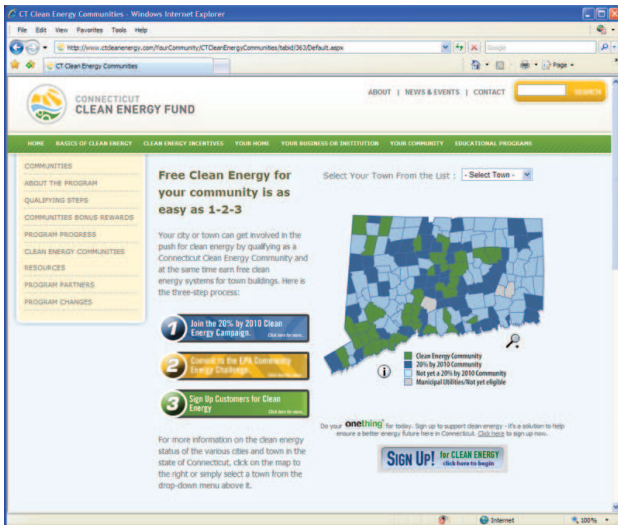 CT Clean Energy Communities - Windows Internet Explorer
File Edit View Favorites Tools Help
http://www.ctcleanenergy.com/YourCommunity/CTCleanEnergyCommunities/tabid/363/Default.aspx
Google
CT Clean Energy Communities
Page
CONNECTICUT
CLEAN ENERGY FUND
ABOUT | NEWS & EVENTS | CONTACT
SEARCH
HOME BASICS OF CLEAN ENERGY CLEAN ENERGY INCENTIVES YOUR HOME YOUR BUSINESS OR INSTITUTION YOUR COMMUNITY EDUCATIONAL PROGRAMS
COMMUNITIES
ABOUT THE PROGRAM
QUALIFYING STEPS
COMMUNITIES BONUS REWARDS
PROGRAM PROGRESS
CLEAN ENERGY COMMUNITIES
RESOURCES
PROGRAM PARTNERS
PROGRAM CHANGES
Free Clean Energy for
your community is as
easy as 1-2-3
Your city or town can get involved in the
push for clean energy by qualifying as a
Connecticut Clean Energy Community and
at the same time earn free clean
energy systems for town buildings. Here is
the three-step process:
1 Join the 20% by 2010 Clean
Energy Campaign.
Click here for more...
2 Commit to the EPA Community
Energy Challenge.
Click here for more...
3 Sign Up Customers for Clean
Energy
Click here for more...
For more information on the clean energy
status of the various cities and town in the
state of Connecticut, click on the map to
the right or simply select a town from the
drop-down menu above it.
Select Your Town From the List : - Select Town -
Clean Energy Community
20% by 2010 Community
Not yet a 20% by 2010 Community
Municipal Utilities/Not yet eligible
Do your onething for today. Sign up to support clean energy - it's a solution to help
ensure a better energy future here in Connecticut. Click here to sign up now.
SIGN UP! for CLEAN ENERGY
click here to begin
Internet
100%